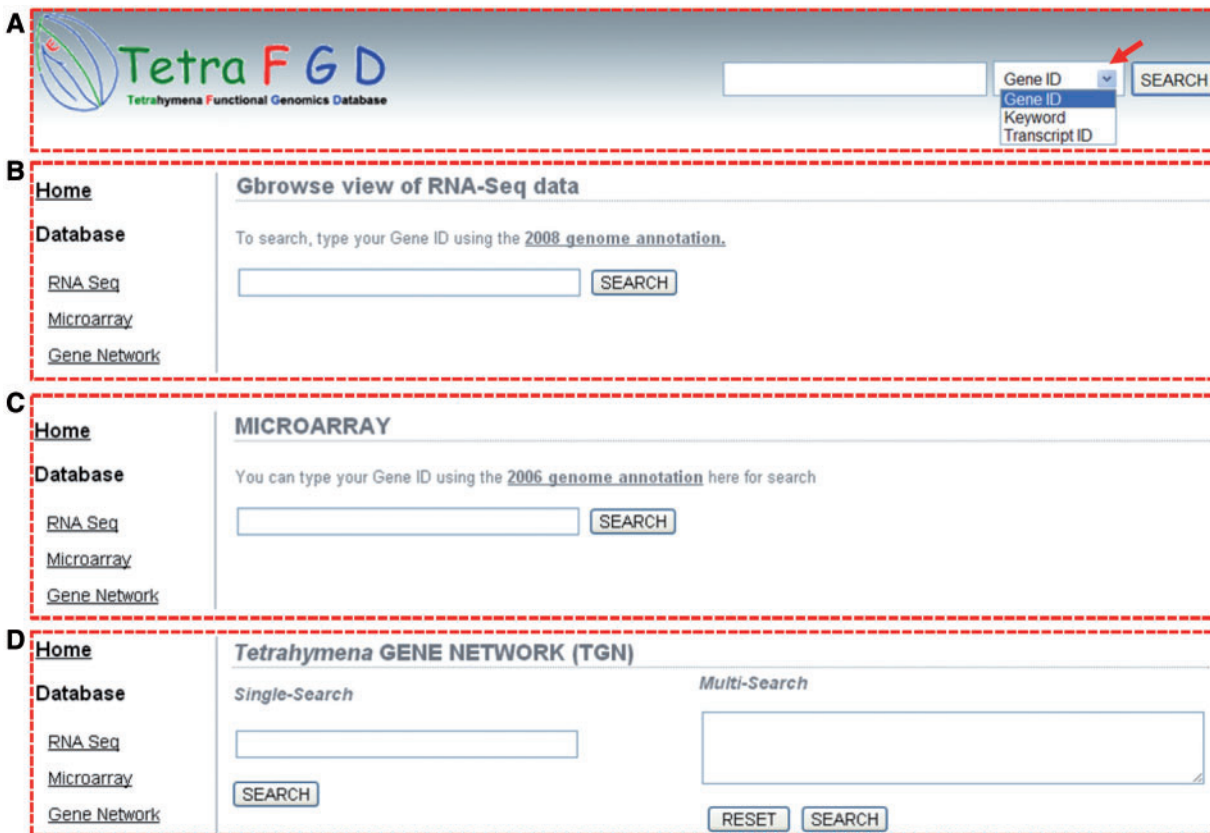 A
Tetra F G D
Tetrahymena Functional Genomics Database
Gene ID
SEARCH
Gene ID
Keyword
Transcript ID
B
Home
Database
RNA Seq
Microarray
Gene Network
Gbrowse view of RNA-Seq data
To search, type your Gene ID using the 2008 genome annotation.
SEARCH
C
Home
Database
RNA Seq
Microarray
Gene Network
MICROARRAY
You can type your Gene ID using the 2006 genome annotation here for search
SEARCH
D
Home
Database
RNA Seq
Microarray
Gene Network
Tetrahymena GENE NETWORK (TGN)
Single-Search
SEARCH
Multi-Search
RESET SEARCH